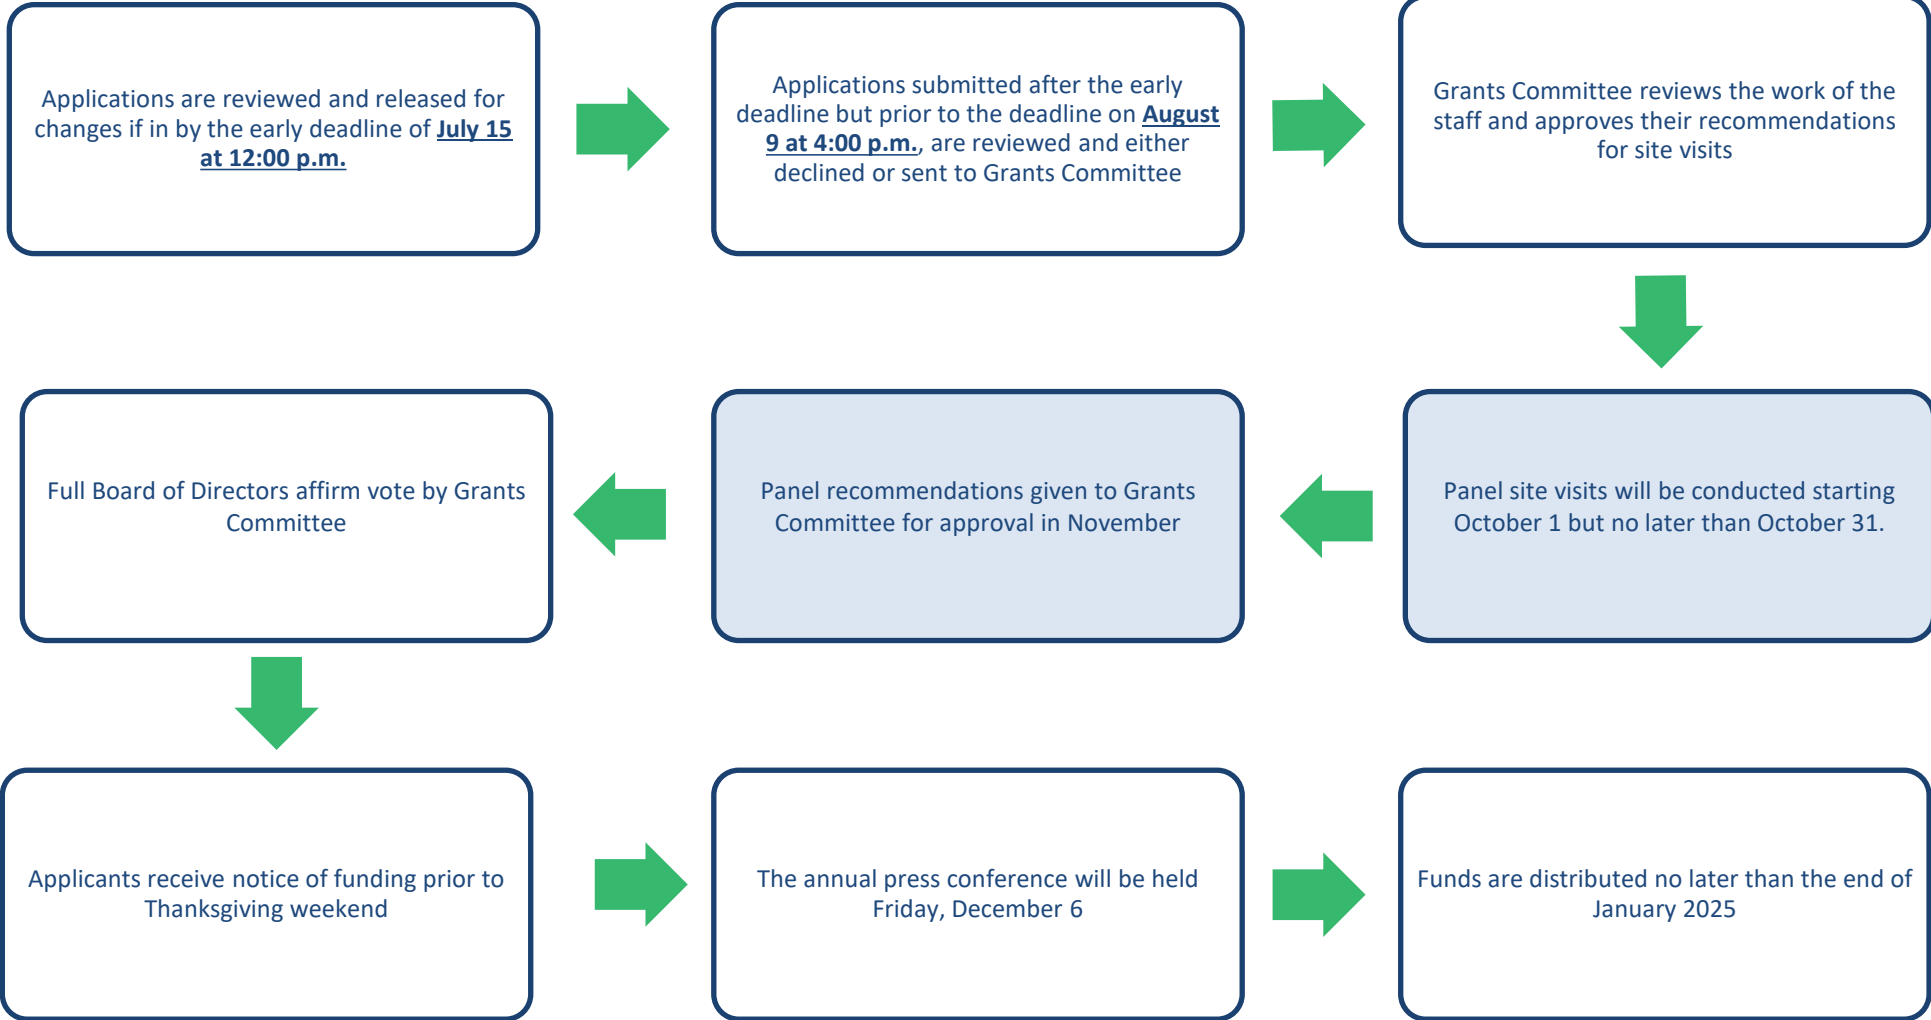 Applications are reviewed and released for
changes if in by the early deadline of July 15
at 12:00 p.m.
Applications submitted after the early
deadline but prior to the deadline on August
9 at 4:00 p.m., are reviewed and either
declined or sent to Grants Committee
Grants Committee reviews the work of the
staff and approves their recommendations
for site visits
Panel site visits will be conducted starting
October 1 but no later than October 31.
Panel recommendations given to Grants
Committee for approval in November
Full Board of Directors affirm vote by Grants
Committee
Applicants receive notice of funding prior to
Thanksgiving weekend
The annual press conference will be held
Friday, December 6
Funds are distributed no later than the end of
January 2025